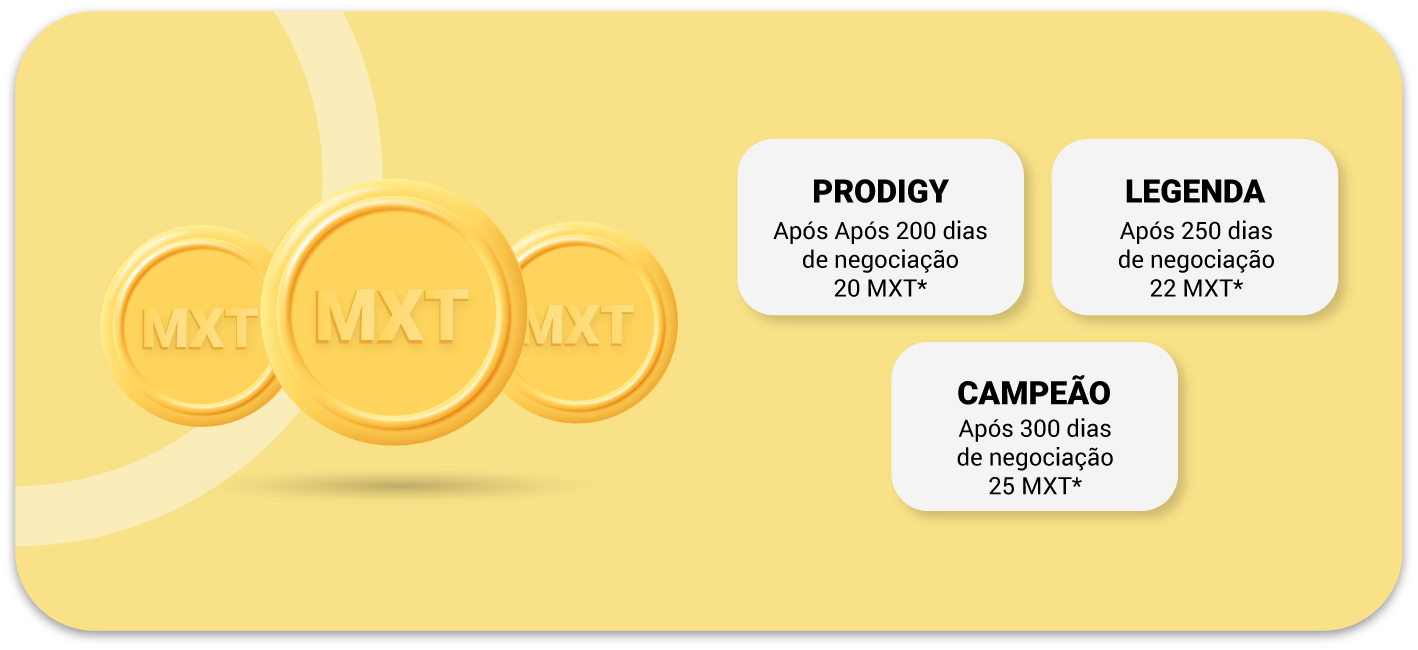 MXT
MXT
MXT
PRODIGY
Após Após 200 dias
de negociação
20 MXT*
LEGENDA
Após 250 dias
de negociação
22 MXT*
CAMPEÃO
Após 300 dias
de negociação
25 MXT*